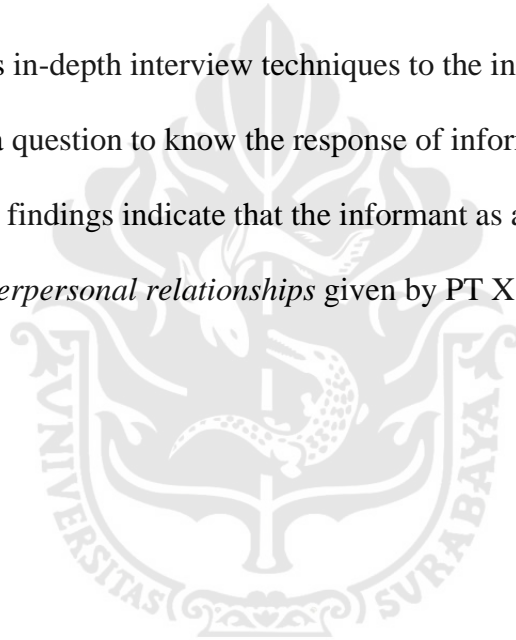 s in-depth interview techniques to the in
a question to know the response of infor
findings indicate that the informant as a
erpersonal relationships given by PT X
UNIVERSITAS SURABAYA